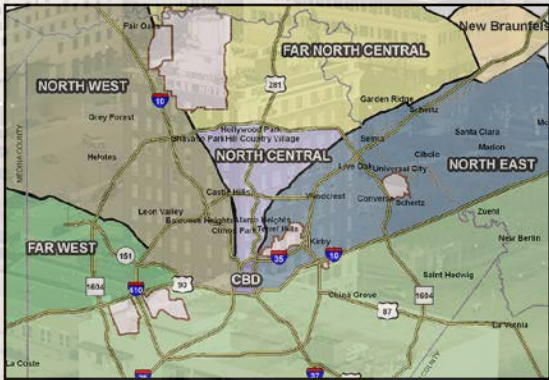 New Braunfels
Fair Oaks
FAR NORTH CENTRAL
NORTH WEST
281
10
Garden Ridge
Schertz
Grey Forest
Hollywood Park
Shavano Park Hill Country Village
Selma
Santa Clara
Marion
Helotes
NORTH CENTRAL
Live Oak
Cibolo
Universal City
NORTH EAST
MEDINA COUNTY
Castle Hills
Windcrest
Converse
Schertz
Leon Valley
Balcones Heights
Alamo Heights
Zuehl
Olmos Park
Terrell Hills
FAR WEST
Kirby
New Berlin
151
35
10
CBD
Saint Hedwig
1604
410
90
China Grove
1604
87
La Vernia
La Coste
COUNTY
35
37